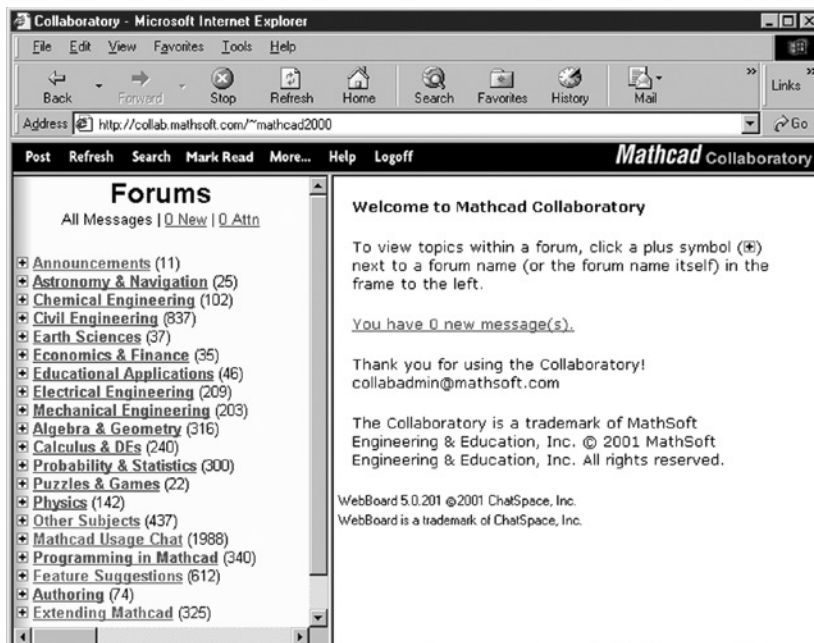 Collaboratory - Microsoft Internet Explorer
File Edit View Favorites Tools Help
Back Forward Stop Refresh Home Search Favorites History Mail » Links »
Address http://collab.mathsoft.com/~mathcad2000 Go
Post Refresh Search Mark Read More... Help Logoff Mathcad Collaboratory
Forums
All Messages | 0 New | 0 Attn
Announcements (11)
Astronomy & Navigation (25)
Chemical Engineering (102)
Civil Engineering (837)
Earth Sciences (37)
Economics & Finance (35)
Educational Applications (46)
Electrical Engineering (209)
Mechanical Engineering (203)
Algebra & Geometry (316)
Calculus & DEs (240)
Probability & Statistics (300)
Puzzles & Games (22)
Physics (142)
Other Subjects (437)
Mathcad Usage Chat (1988)
Programming in Mathcad (340)
Feature Suggestions (612)
Authoring (74)
Extending Mathcad (325)
Welcome to Mathcad Collaboratory
To view topics within a forum, click a plus symbol (+)
next to a forum name (or the forum name itself) in the
frame to the left.
You have 0 new message(s).
Thank you for using the Collaboratory!
collabadmin@mathsoft.com
The Collaboratory is a trademark of MathSoft
Engineering & Education, Inc. © 2001 MathSoft
Engineering & Education, Inc. All rights reserved.
WebBoard 5.0.201 ©2001 ChatSpace, Inc.
WebBoard is a trademark of ChatSpace, Inc.